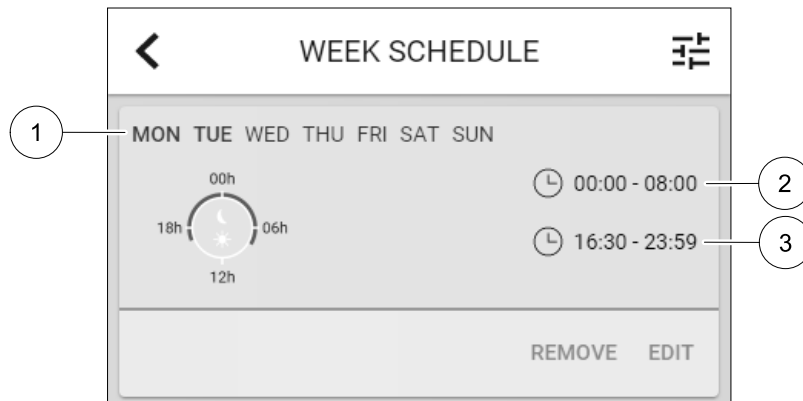 WEEK SCHEDULE
1
MON TUE WED THU FRI SAT SUN
00h
18h
06h
12h
00:00 - 08:00
2
16:30 - 23:59
3
REMOVE EDIT